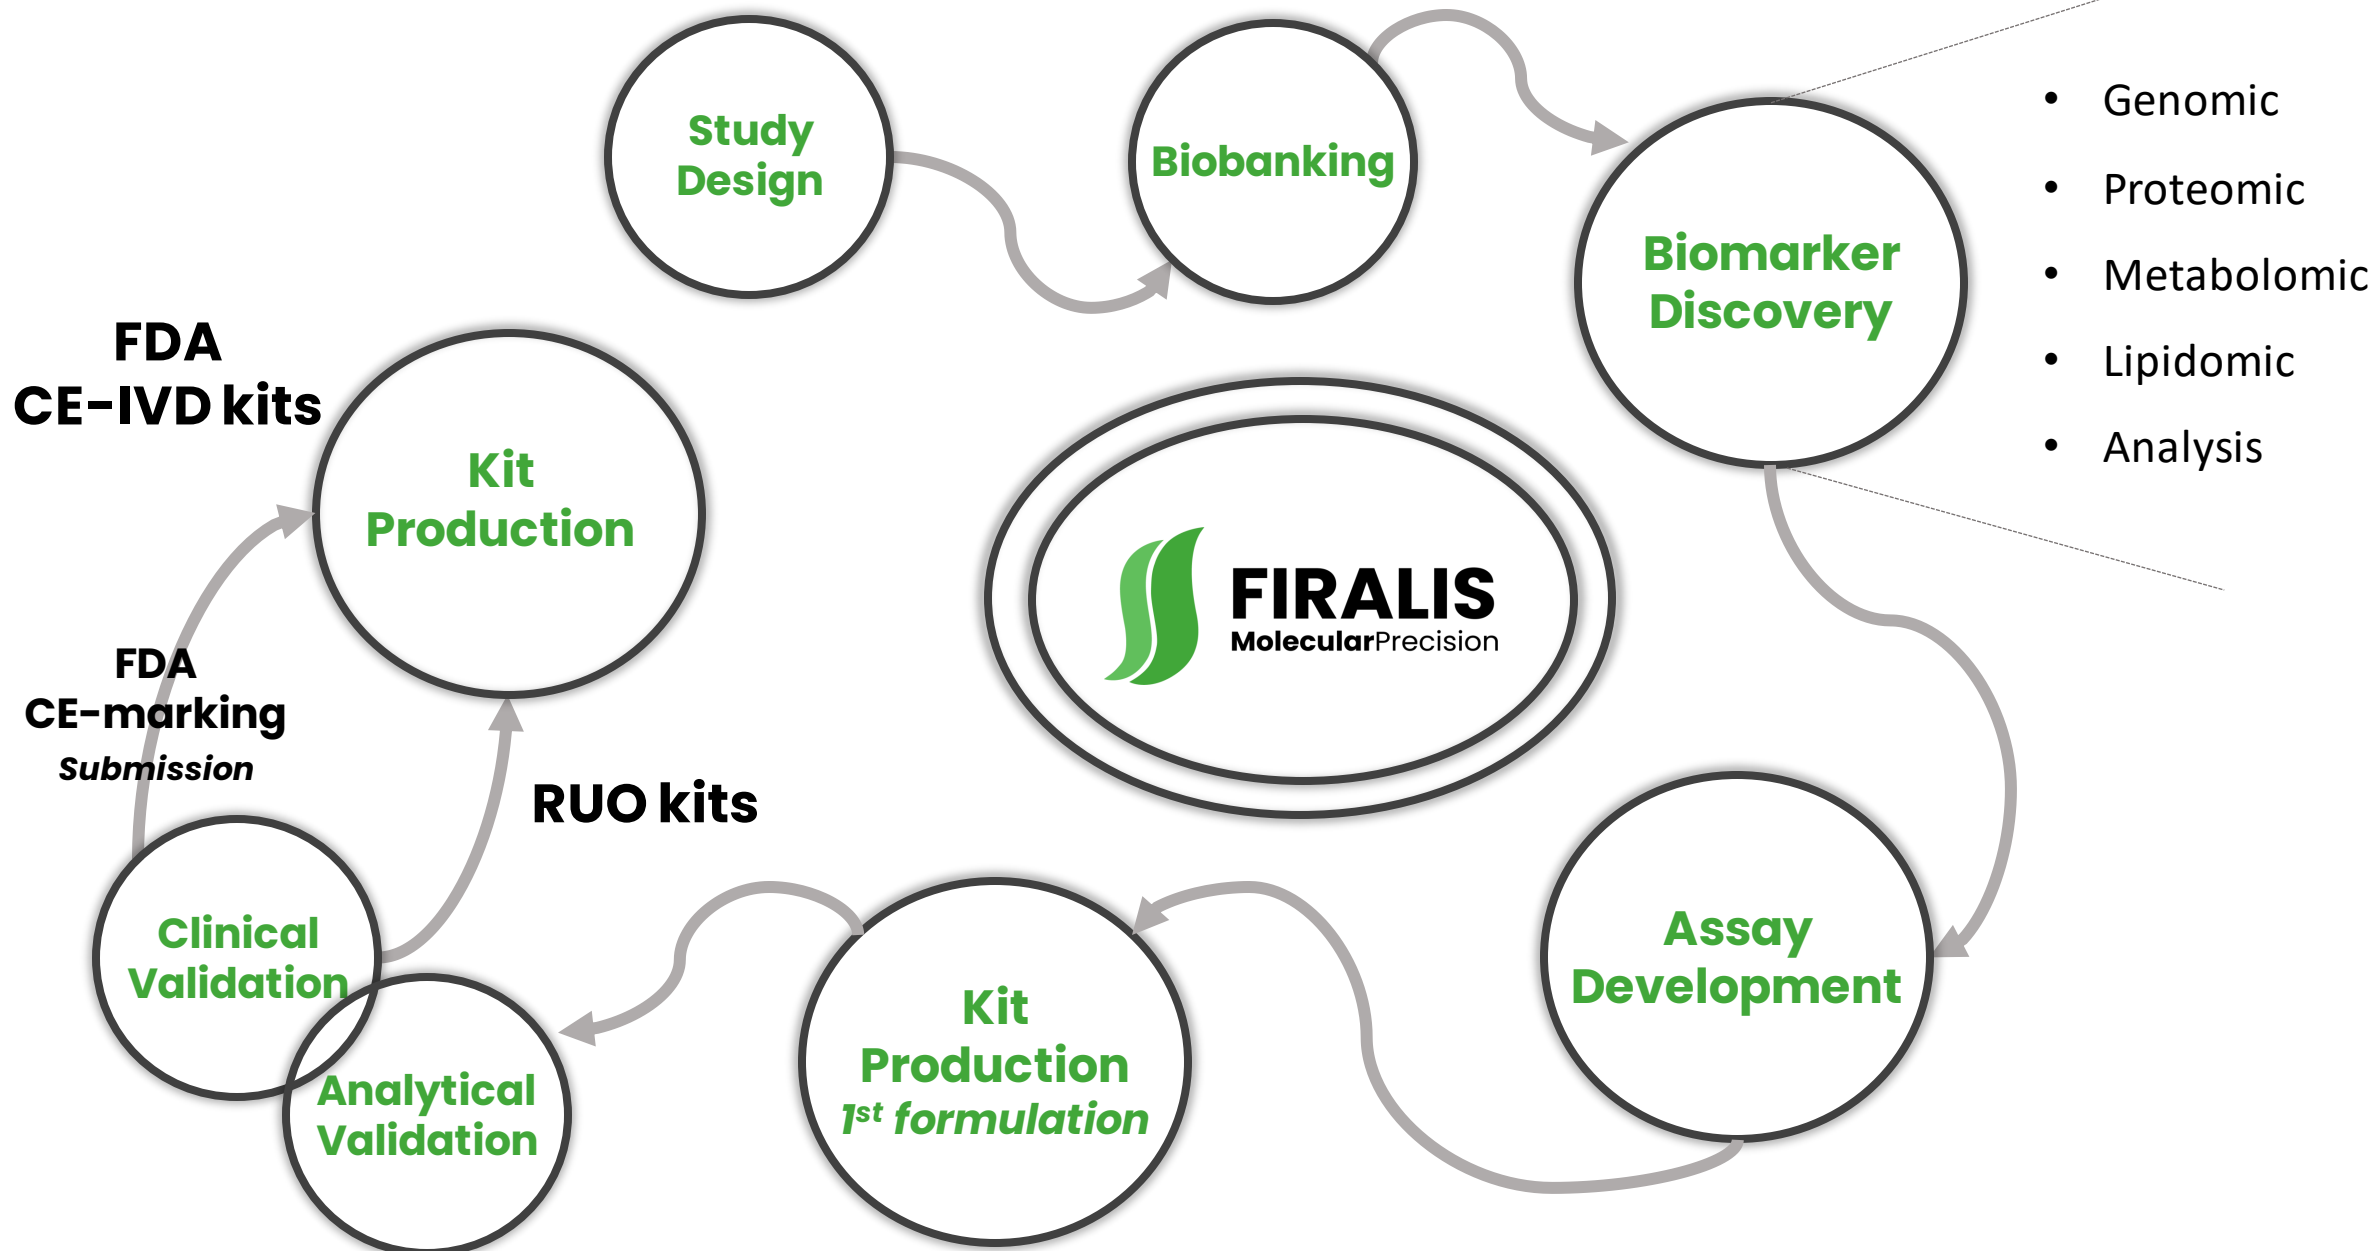 Study
Design
Biobanking
Biomarker
Discovery
• Genomic
• Proteomic
• Metabolomic
• Lipidomic
• Analysis
FDA
CE-IVD kits
Kit
Production
FIRALIS
MolecularPrecision
FDA
CE-marking
Submission
RUO kits
Clinical
Validation
Analytical
Validation
Kit
Production
1st formulation
Assay
Development